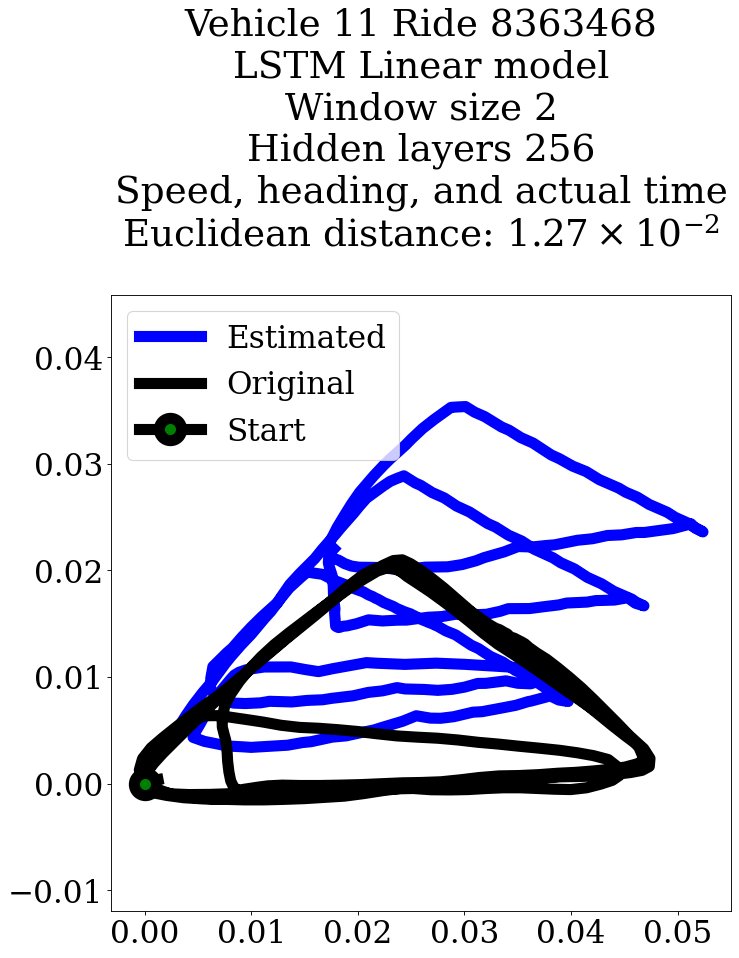 Vehicle 11 Ride 8363468
LSTM Linear model
Window size 2
Hidden layers 256
Speed, heading, and actual time
Euclidean distance: 1.27 × 10⁻²
Estimated
Original
Start
0.04
0.03
0.02
0.01
0.00
−0.01
0.00 0.01 0.02 0.03 0.04 0.05